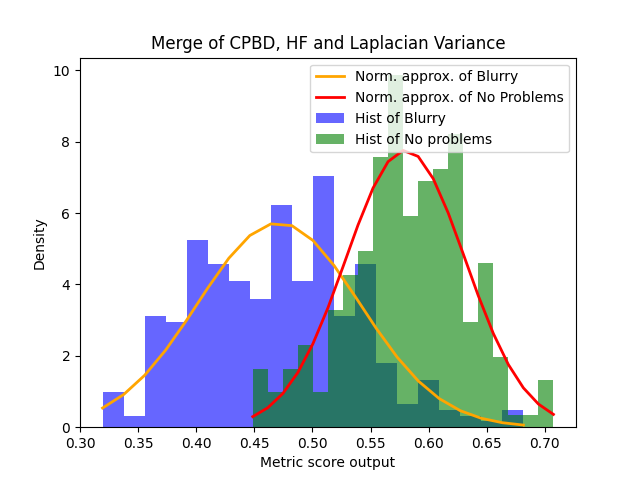 Merge of CPBD, HF and Laplacian Variance
Norm. approx. of Blurry
Norm. approx. of No Problems
Hist of Blurry
Hist of No problems
Density
10
8
6
4
2
0
0.30 0.35 0.40 0.45 0.50 0.55 0.60 0.65 0.70
Metric score output